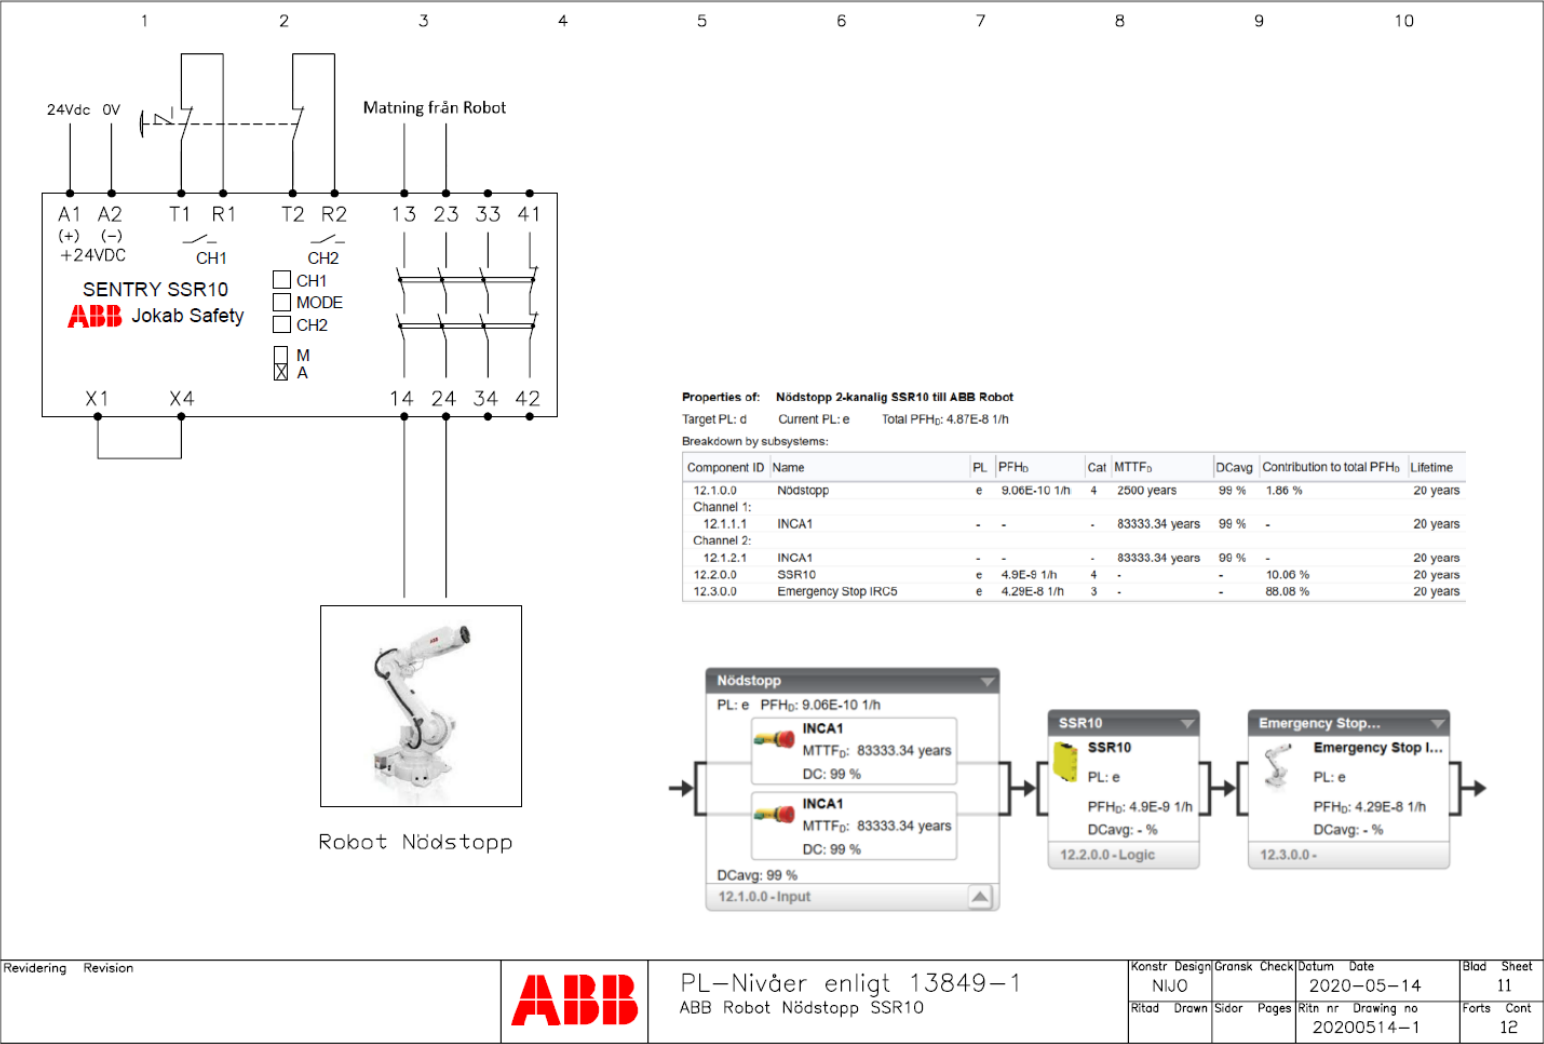 1 2 3 4 5 6 7 8 9 10
24Vdc 0V
Matning från Robot
A1 A2 T1 R1 T2 R2 13 23 33 41
(+) (-)
+24VDC
CH1 CH2
SENTRY SSR10
ABB Jokab Safety
CH1
MODE
CH2
M
A
X1 X4 14 24 34 42
Robot Nödstopp
Properties of: Nödstopp 2-kanalig SSR10 till ABB Robot
Target PL: d Current PL: e Total PFHD: 4.87E-8 1/h
Breakdown by subsystems:
Component ID Name PL PFHD Cat MTTFD DCavg Contribution to total PFHD Lifetime
12.1.0.0 Nödstopp e 9.06E-10 1/h 4 2500 years 99 % 1.86 % 20 years
Channel 1:
12.1.1.1 INCA1 - - - 83333.34 years 99 % - 20 years
Channel 2:
12.1.2.1 INCA1 - - - 83333.34 years 99 % - 20 years
12.2.0.0 SSR10 e 4.9E-9 1/h 4 - - 10.06 % 20 years
12.3.0.0 Emergency Stop IRC5 e 4.29E-8 1/h 3 - - 88.08 % 20 years
Nödstopp
PL: e PFHD: 9.06E-10 1/h
INCA1
MTTFD: 83333.34 years
DC: 99 %
INCA1
MTTFD: 83333.34 years
DC: 99 %
DCavg: 99 %
12.1.0.0 - Input
SSR10
SSR10
PL: e
PFHD: 4.9E-9 1/h
DCavg: - %
12.2.0.0 - Logic
Emergency Stop...
Emergency Stop I...
PL: e
PFHD: 4.29E-8 1/h
DCavg: - %
12.3.0.0 -
Revidering Revision
ABB
PL-Nivåer enligt 13849-1
ABB Robot Nödstopp SSR10
Konstr Design Gransk Check Datum Date Blad Sheet
NIJO 2020-05-14 11
Ritad Drawn Sidor Pages Ritn nr Drawing no Forts Cont
20200514-1 12